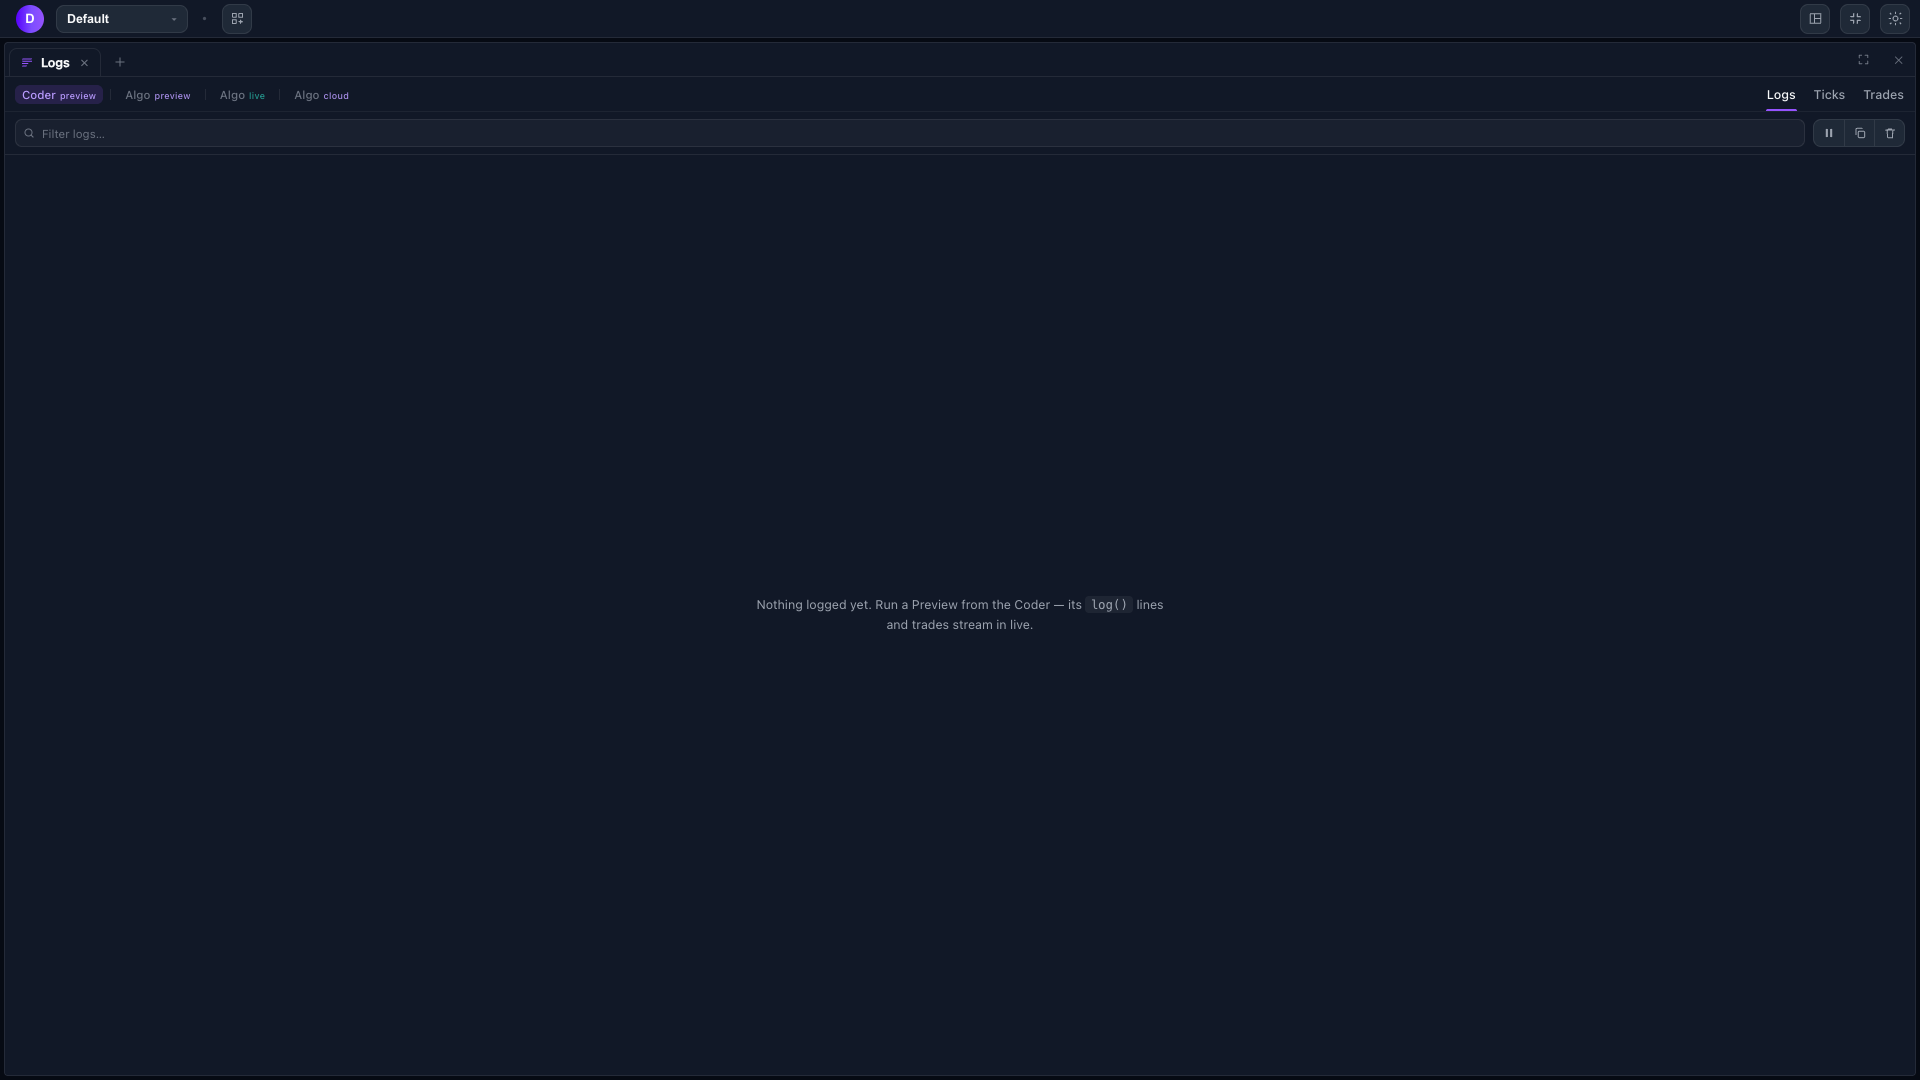 D Default
Logs
Coder preview Algo preview Algo live Algo cloud Logs Ticks Trades
Filter logs...
Nothing logged yet. Run a Preview from the Coder — its log() lines
and trades stream in live.